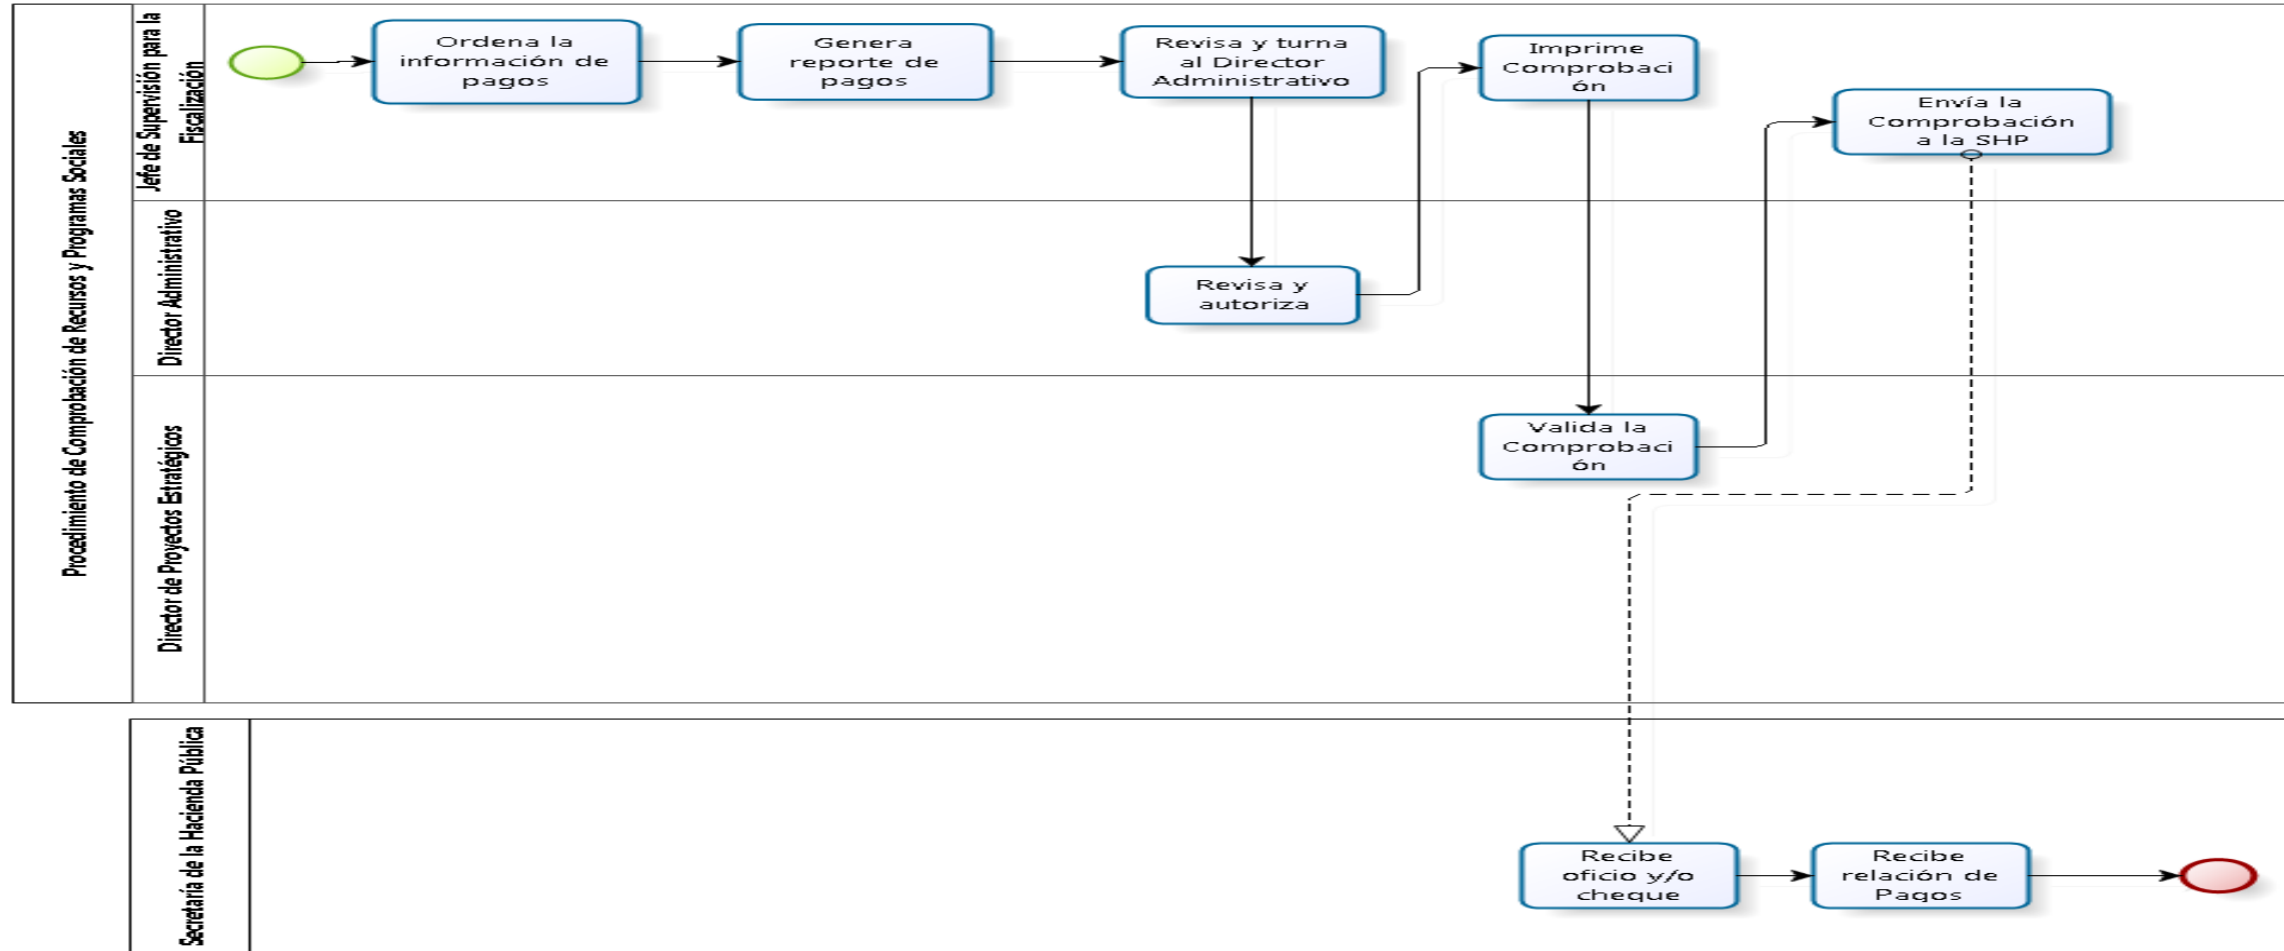 Procedimiento de Comprobación de Recursos y Programas Sociales
Jefe de Supervisión para la
Fiscalización
Ordena la
información de
pagos
Genera
reporte de
pagos
Revisa y turna
al Director
Administrativo
Imprime
Comprobaci
ón
Envía la
Comprobación
a la SHP
Director Administrativo
Revisa y
autoriza
Director de Proyectos Estratégicos
Valida la
Comprobaci
ón
Secretaría de la Hacienda Pública
Recibe
oficio y/o
cheque
Recibe
relación de
Pagos